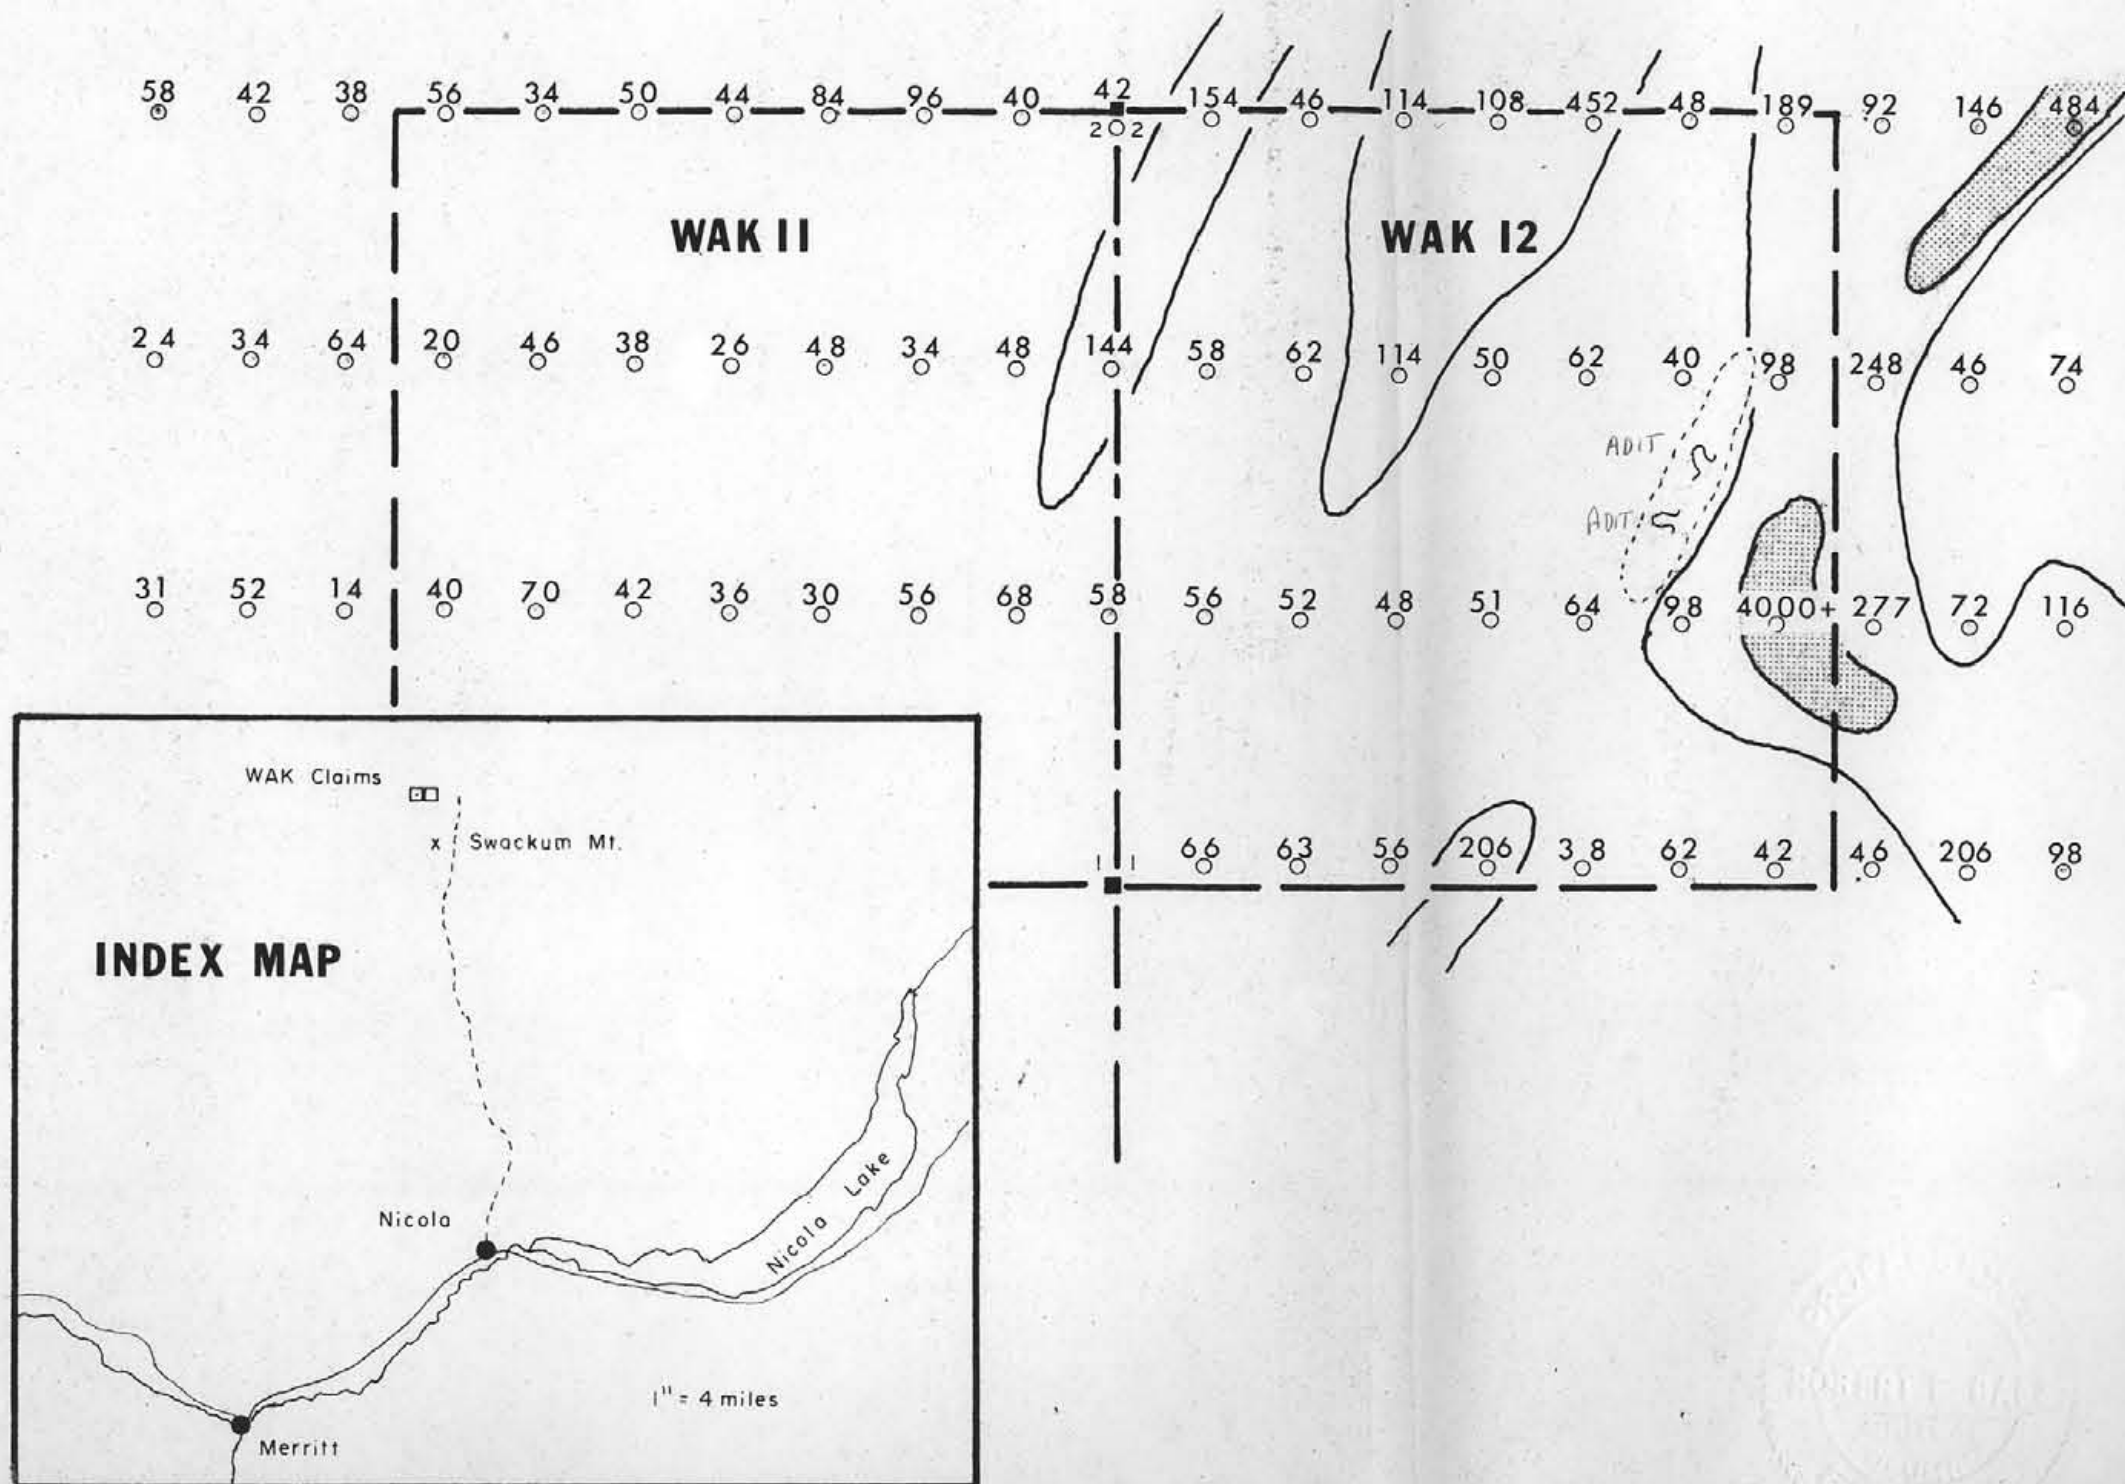 58 42 38 56 34 50 44 84 96 40 42 154 46 114 108 452 48 189 92 146 484
2 2
WAK 11 WAK 12
24 34 64 20 46 38 26 48 34 48 144 58 62 114 50 62 40 98 248 46 74
ADIT
ADIT
31 52 14 40 70 42 36 30 56 68 58 56 52 48 51 64 98 4000+ 277 72 116
66 63 56 206 38 62 42 46 206 98
1 1
WAK Claims
x Swackum Mt.
INDEX MAP
Nicola Lake
Nicola
1" = 4 miles
Merritt